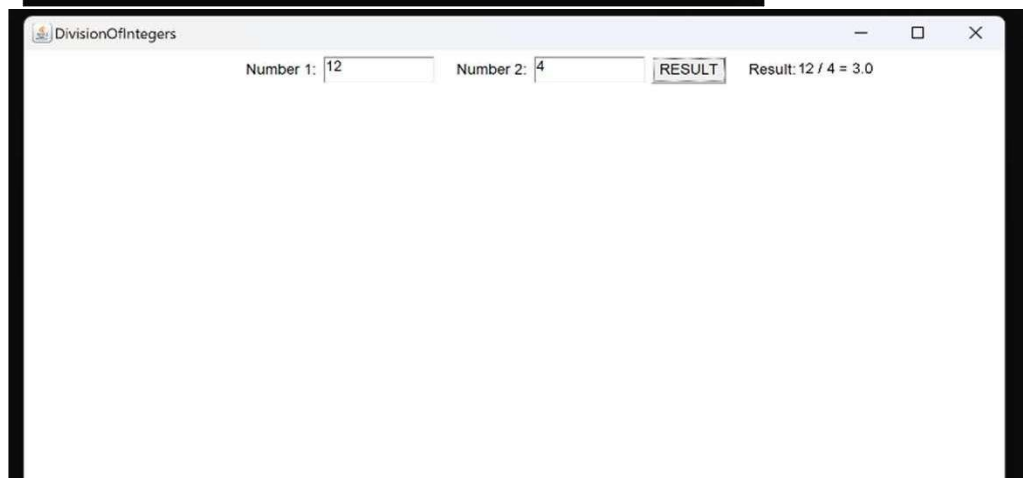 DivisionOfIntegers
Number 1: 12 Number 2: 4 RESULT Result: 12 / 4 = 3.0